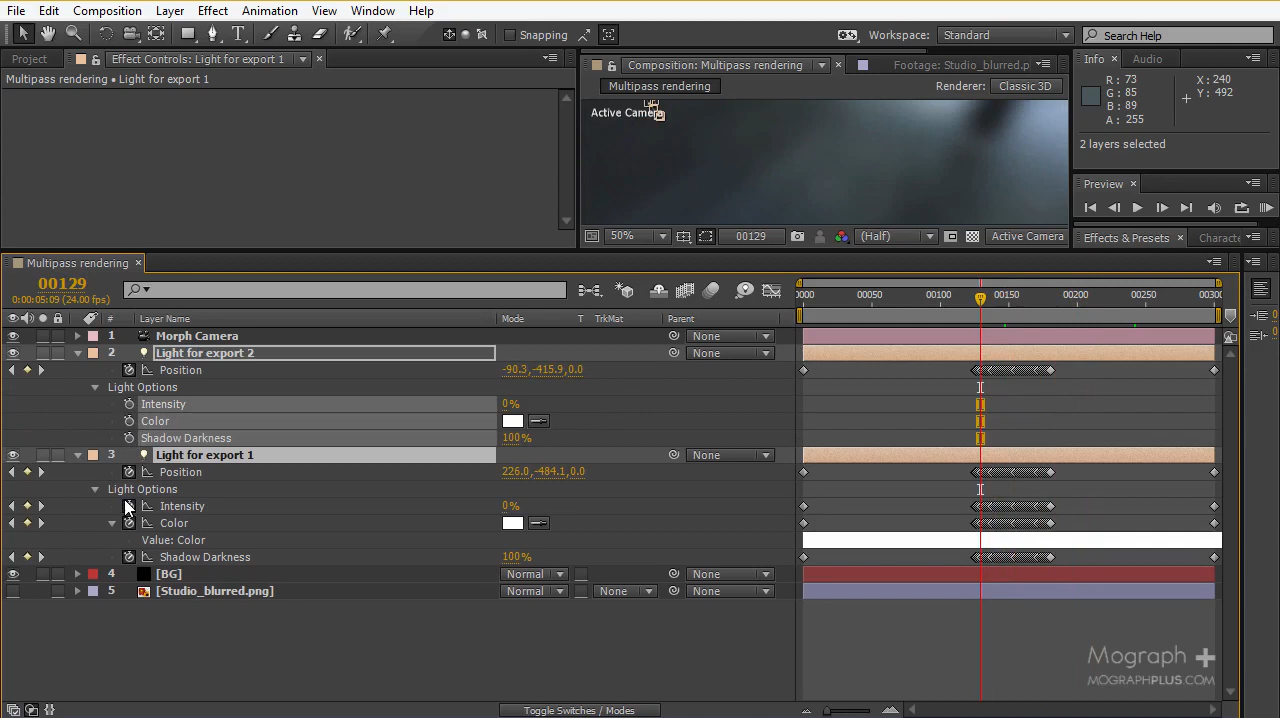 File Edit Composition Layer Effect Animation View Window Help
Snapping Workspace: Standard Search Help
Project Effect Controls: Light for export 1 Composition: Multipass rendering Footage: Studio_blurred.p Info Audio
Multipass rendering • Light for export 1
Multipass rendering Renderer: Classic 3D
R: 73 X: 240
G: 85 Y: 492
B: 89
A: 255
Active Camera
2 layers selected
Preview
50% 00129 (Half) Active Camera
Effects & Presets Characte
Multipass rendering
00129
0:00:05:09 (24.00 fps)
0000 00050 00100 00150 00200 00250 0030
# Layer Name Mode T TrkMat Parent
1 Morph Camera None
2 Light for export 2 None
Position -90.3,-415.9,0.0
Light Options
Intensity 0%
Color
Shadow Darkness 100%
3 Light for export 1 None
Position 226.0,-484.1,0.0
Light Options
Intensity 0%
Color
Value: Color
Shadow Darkness 100%
4 [BG] Normal None
5 [Studio_blurred.png] Normal None None
Mograph +
MOGRAPHPLUS.COM
Toggle Switches / Modes